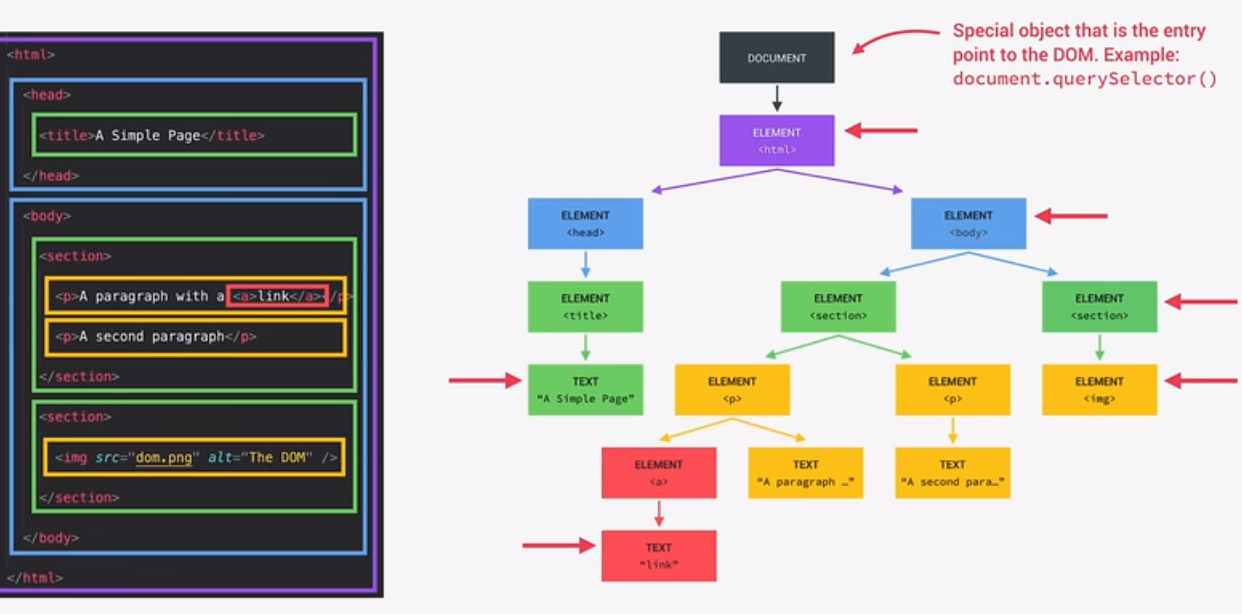 <html>
<head>
<title>A Simple Page</title>
</head>
<body>
<section>
<p>A paragraph with a <a>link</a></p>
<p>A second paragraph</p>
</section>
<section>
<img src="dom.png" alt="The DOM" />
</section>
</body>
</html>
Special object that is the entry
point to the DOM. Example:
document.querySelector()
DOCUMENT
ELEMENT
<html>
ELEMENT
<head>
ELEMENT
<body>
ELEMENT
<title>
ELEMENT
<section>
ELEMENT
<section>
TEXT
“A Simple Page”
ELEMENT
<p>
ELEMENT
<p>
ELEMENT
<img>
ELEMENT
<a>
TEXT
“A paragraph …”
TEXT
“A second para…”
TEXT
“link”